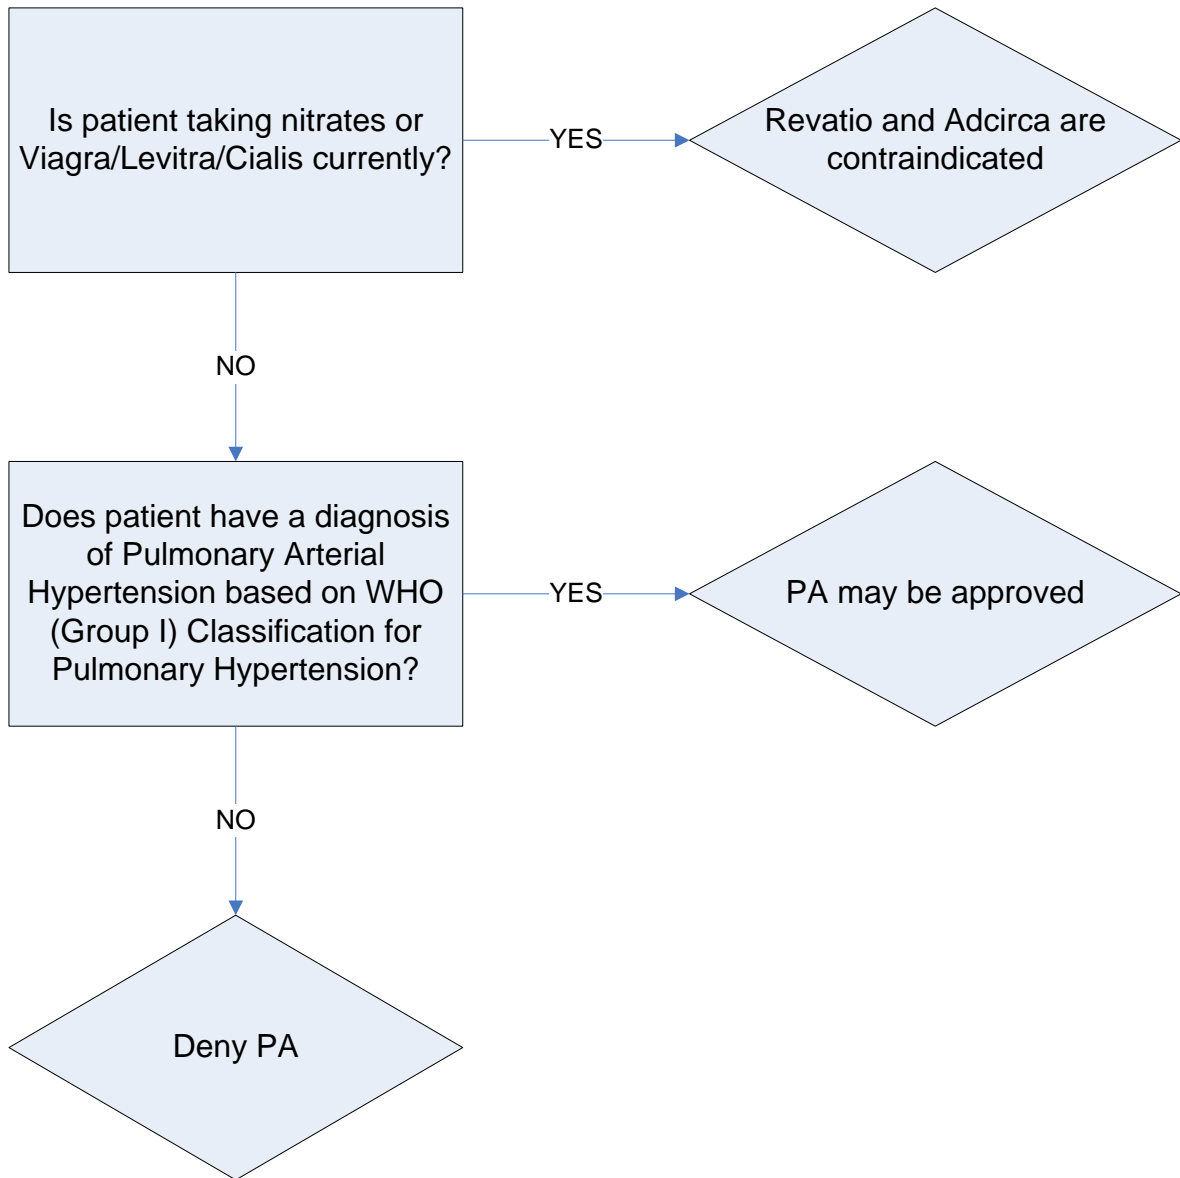 Is patient taking nitrates or
Viagra/Levitra/Cialis currently?
YES
Revatio and Adcirca are
contraindicated
NO
Does patient have a diagnosis
of Pulmonary Arterial
Hypertension based on WHO
(Group I) Classification for
Pulmonary Hypertension?
YES
PA may be approved
NO
Deny PA